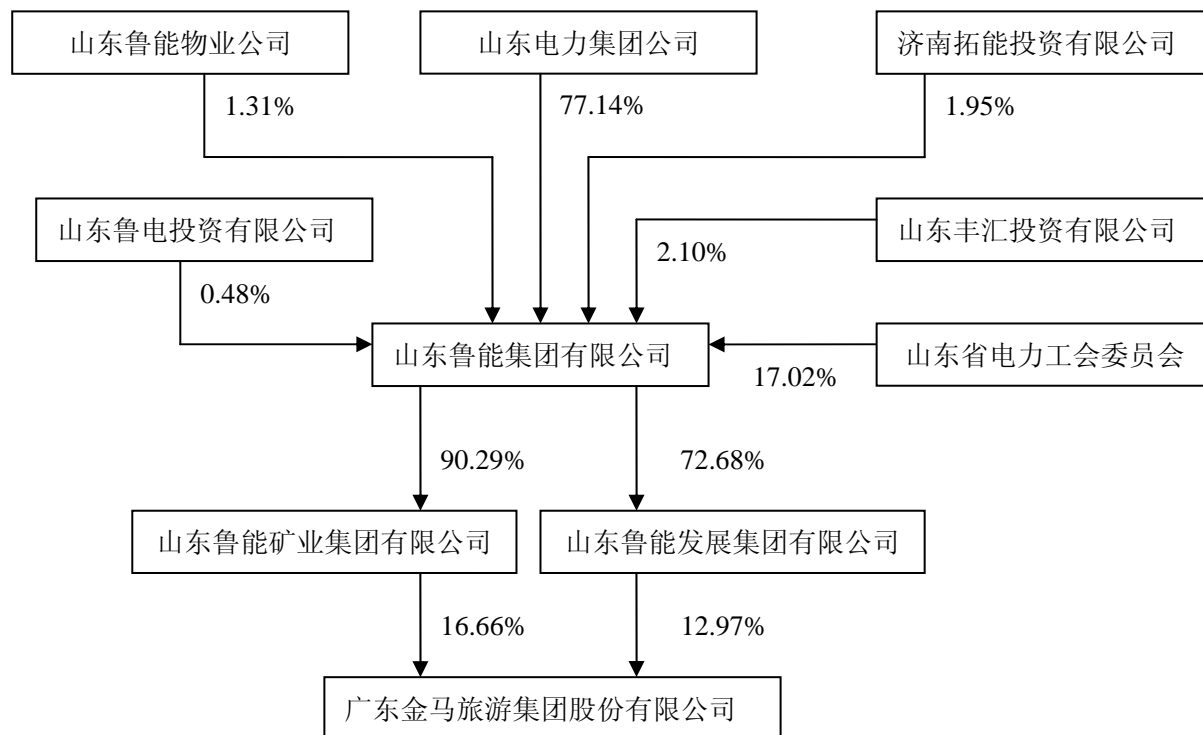 山东鲁能物业公司
山东电力集团公司
济南拓能投资有限公司
1.31%
77.14%
1.95%
山东鲁电投资有限公司
山东丰汇投资有限公司
2.10%
0.48%
山东鲁能集团有限公司
山东省电力工会委员会
17.02%
90.29%
72.68%
山东鲁能矿业集团有限公司
山东鲁能发展集团有限公司
16.66%
12.97%
广东金马旅游集团股份有限公司